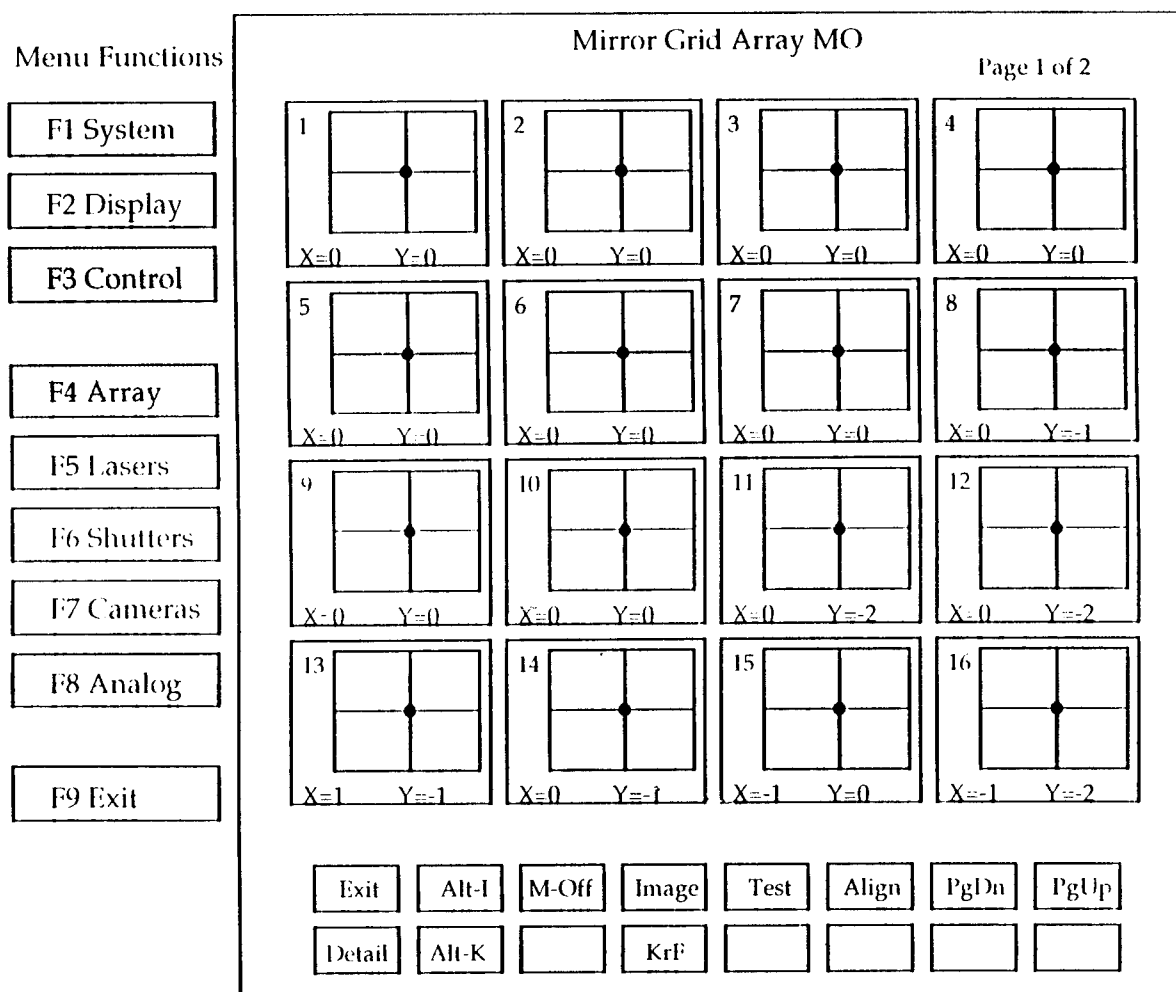 Menu Functions
F1 System
F2 Display
F3 Control
F4 Array
F5 Lasers
F6 Shutters
F7 Cameras
F8 Analog
F9 Exit
Mirror Grid Array MO
Page 1 of 2
1 2 3 4
X=0 Y=0 X=0 Y=0 X=0 Y=0 X=0 Y=0
5 6 7 8
X=0 Y=0 X=0 Y=0 X=0 Y=0 X=0 Y=-1
9 10 11 12
X=0 Y=0 X=0 Y=0 X=0 Y=-2 X=0 Y=-2
13 14 15 16
X=1 Y=-1 X=0 Y=-1 X=-1 Y=0 X=-1 Y=-2
Exit Alt-I M-Off Image Test Align PgDn PgUp
Detail Alt-K KrF